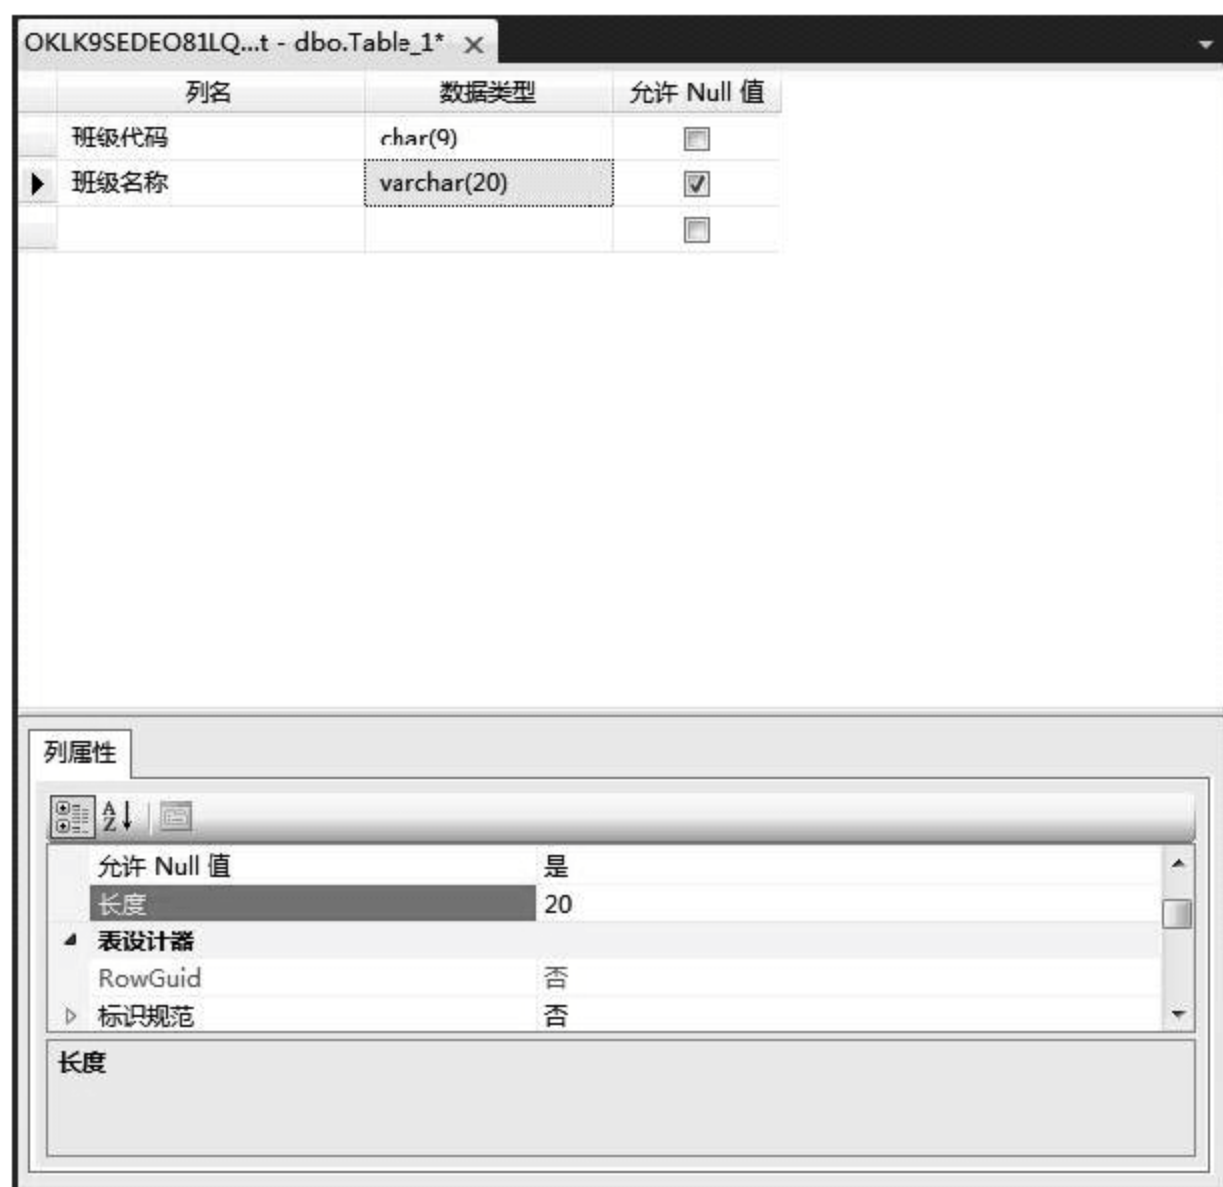 OKLK9SEDEO81LQ...t - dbo.Table_1*
列名 数据类型 允许 Null 值
班级代码 char(9)
班级名称 varchar(20)
列属性
允许 Null 值 是
长度 20
表设计器
RowGuid 否
标识规范 否
长度